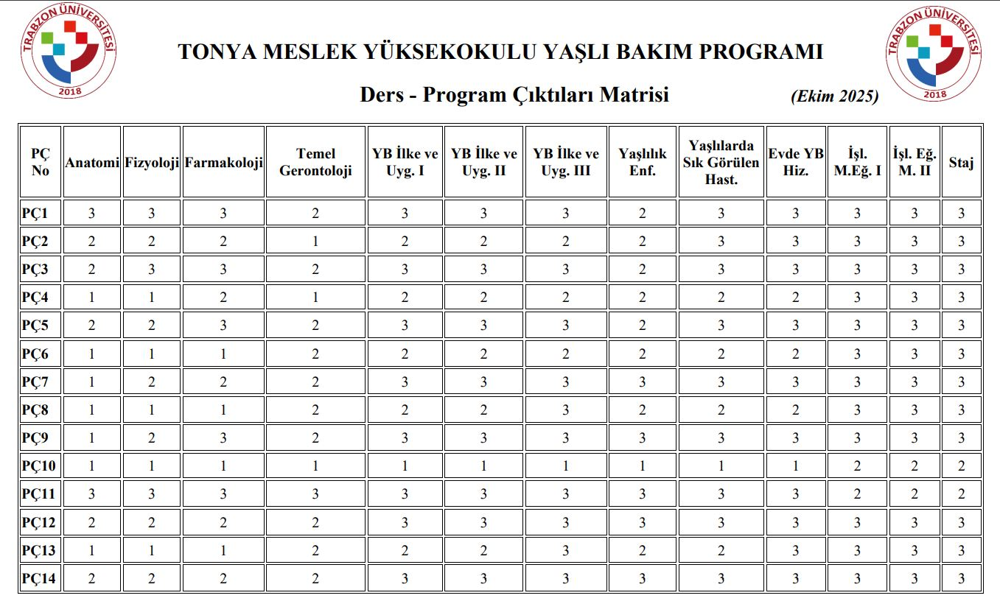 TRABZON ÜNİVERSİTESİ
2018
TRABZON ÜNİVERSİTESİ
2018
TONYA MESLEK YÜKSEKOKULU YAŞLI BAKIM PROGRAMI
Ders - Program Çıktıları Matrisi
(Ekim 2025)
PÇ No Anatomi Fizyoloji Farmakoloji Temel Gerontoloji YB İlke ve Uyg. I YB İlke ve Uyg. II YB İlke ve Uyg. III Yaşlılık Enf. Yaşlılarda Sık Görülen Hast. Evde YB Hiz. İşl. M.Eğ. I İşl. Eğ. M. II Staj
PÇ1 3 3 3 2 3 3 3 2 3 3 3 3 3
PÇ2 2 2 2 1 2 2 2 2 3 3 3 3 3
PÇ3 2 3 3 2 3 3 3 2 3 3 3 3 3
PÇ4 1 1 2 1 2 2 2 2 2 2 3 3 3
PÇ5 2 2 3 2 3 3 3 2 3 3 3 3 3
PÇ6 1 1 1 2 2 2 2 2 2 2 3 3 3
PÇ7 1 2 2 2 3 3 3 3 3 3 3 3 3
PÇ8 1 1 1 2 2 2 3 2 2 2 3 3 3
PÇ9 1 2 3 2 3 3 3 3 3 3 3 3 3
PÇ10 1 1 1 1 1 1 1 1 1 1 2 2 2
PÇ11 3 3 3 3 3 3 3 3 3 3 2 2 2
PÇ12 2 2 2 2 3 3 3 3 3 3 3 3 3
PÇ13 1 1 1 2 2 2 3 2 2 3 3 3 3
PÇ14 2 2 2 2 3 3 3 3 3 3 3 3 3